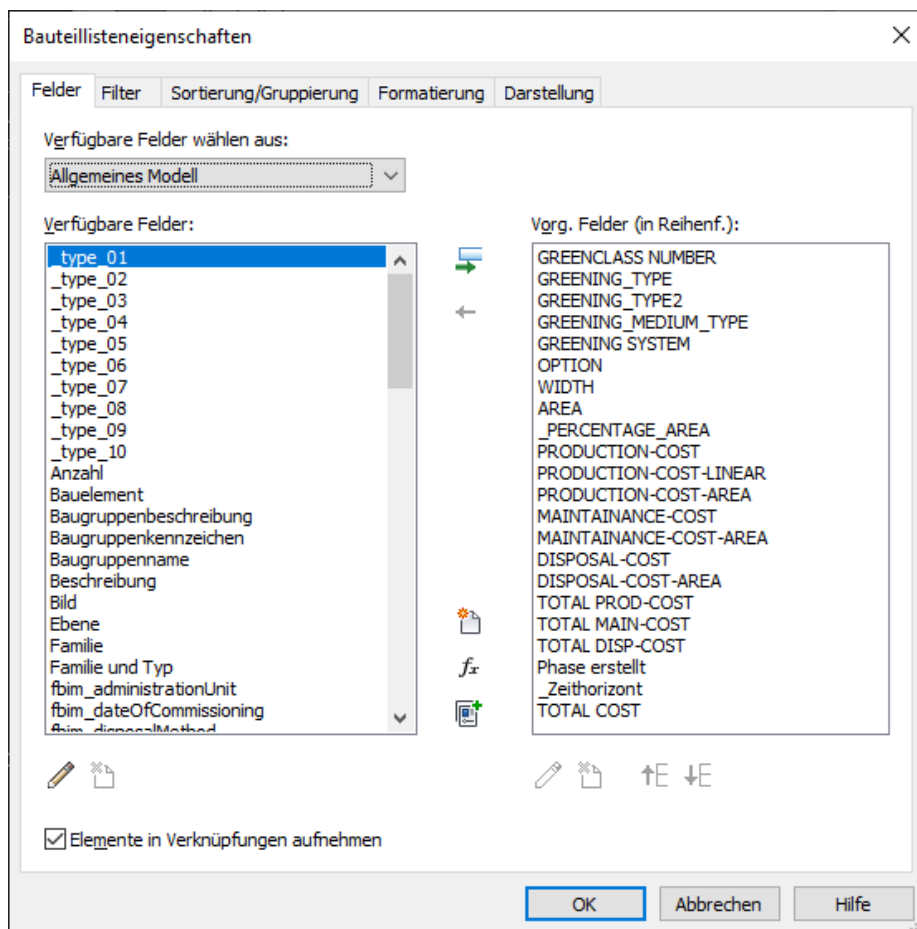 Bauteillisteneigenschaften
Felder Filter Sortierung/Gruppierung Formatierung Darstellung
Verfügbare Felder wählen aus:
Allgemeines Modell
Verfügbare Felder:
_type_01
_type_02
_type_03
_type_04
_type_05
_type_06
_type_07
_type_08
_type_09
_type_10
Anzahl
Bauelement
Baugruppenbeschreibung
Baugruppenkennzeichen
Baugruppenname
Beschreibung
Bild
Ebene
Familie
Familie und Typ
fbim_administrationUnit
fbim_dateOfCommissioning
fbim_disposalMethod
fx
Vorg. Felder (in Reihenf.):
GREENCLASS NUMBER
GREENING_TYPE
GREENING_TYPE2
GREENING_MEDIUM_TYPE
GREENING SYSTEM
OPTION
WIDTH
AREA
_PERCENTAGE_AREA
PRODUCTION-COST
PRODUCTION-COST-LINEAR
PRODUCTION-COST-AREA
MAINTAINANCE-COST
MAINTAINANCE-COST-AREA
DISPOSAL-COST
DISPOSAL-COST-AREA
TOTAL PROD-COST
TOTAL MAIN-COST
TOTAL DISP-COST
Phase erstellt
_Zeithorizont
TOTAL COST
Elemente in Verknüpfungen aufnehmen
OK Abbrechen Hilfe